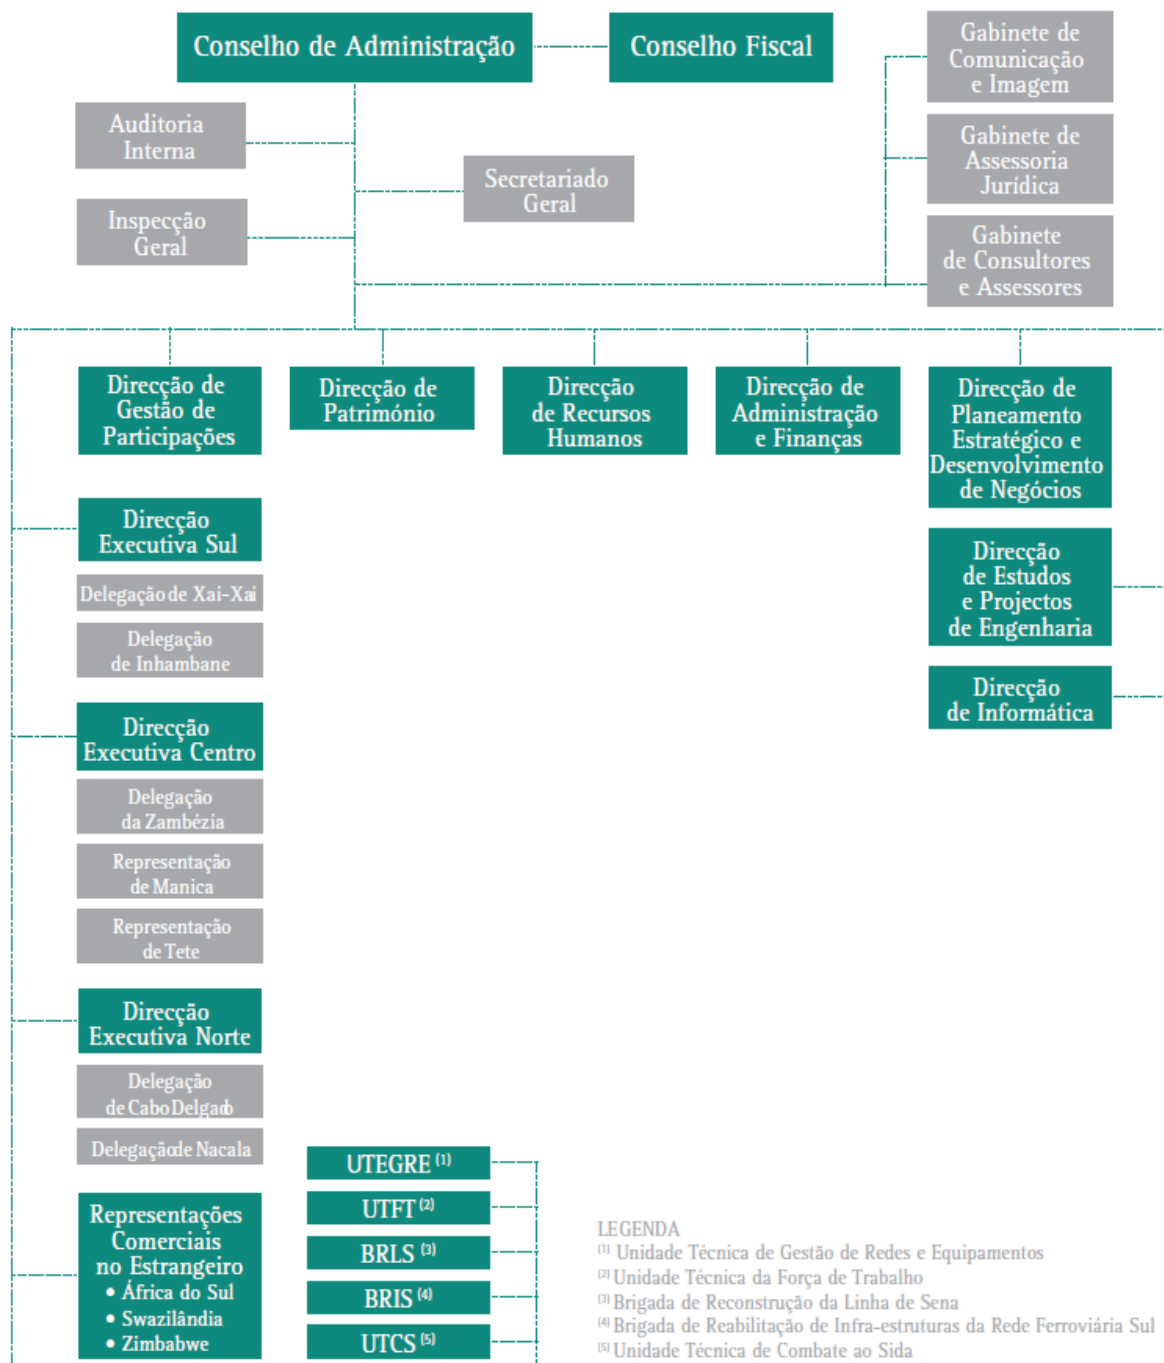 Conselho de Administração
Conselho Fiscal
Gabinete de
Comunicação
e Imagem
Auditoria
Interna
Gabinete de
Assessoria
Jurídica
Secretariado
Geral
Inspecção
Geral
Gabinete
de Consultores
e Assessores
Direcção de
Gestão de
Participações
Direcção de
Património
Direcção
de Recursos
Humanos
Direcção de
Administração
e Finanças
Direcção de
Planeamento
Estratégico e
Desenvolvimento
de Negócios
Direcção
Executiva Sul
Delegação de Xai-Xai
Delegação
de Inhambane
Direcção
de Estudos
e Projectos
de Engenharia
Direcção
de Informática
Direcção
Executiva Centro
Delegação
da Zambézia
Representação
de Manica
Representação
de Tete
Direcção
Executiva Norte
Delegação
de Cabo Delgado
Delegação de Nacala
Representações
Comerciais
no Estrangeiro
• África do Sul
• Swazilândia
• Zimbabwe
UTEGRE (1)
UTFT (2)
BRLS (3)
BRIS (4)
UTCS (5)
LEGENDA
(1) Unidade Técnica de Gestão de Redes e Equipamentos
(2) Unidade Técnica da Força de Trabalho
(3) Brigada de Reconstrução da Linha de Sena
(4) Brigada de Reabilitação de Infra-estruturas da Rede Ferroviária Sul
(5) Unidade Técnica de Combate ao Sida